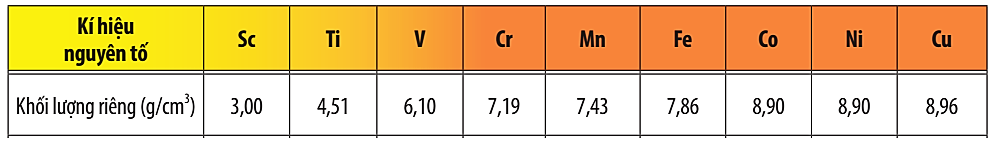 Kí hiệu
nguyên tố
Sc Ti V Cr Mn Fe Co Ni Cu
Khối lượng riêng (g/cm³) 3,00 4,51 6,10 7,19 7,43 7,86 8,90 8,90 8,96